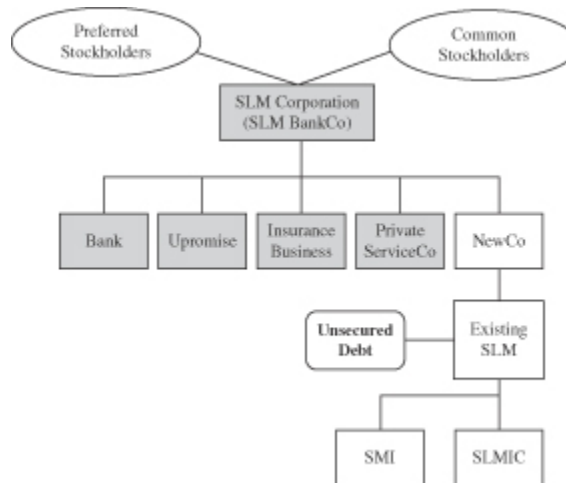 Preferred
Stockholders
Common
Stockholders
SLM Corporation
(SLM BankCo)
Bank
Upromise
Insurance
Business
Private
ServiceCo
NewCo
Unsecured
Debt
Existing
SLM
SMI
SLMIC